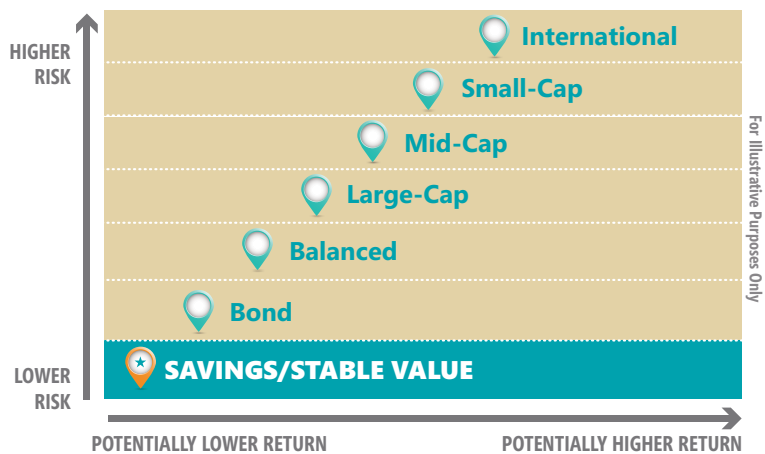 HIGHER
RISK
International
Small-Cap
Mid-Cap
Large-Cap
Balanced
Bond
SAVINGS/STABLE VALUE
LOWER
RISK
POTENTIALLY LOWER RETURN
POTENTIALLY HIGHER RETURN
For Illustrative Purposes Only